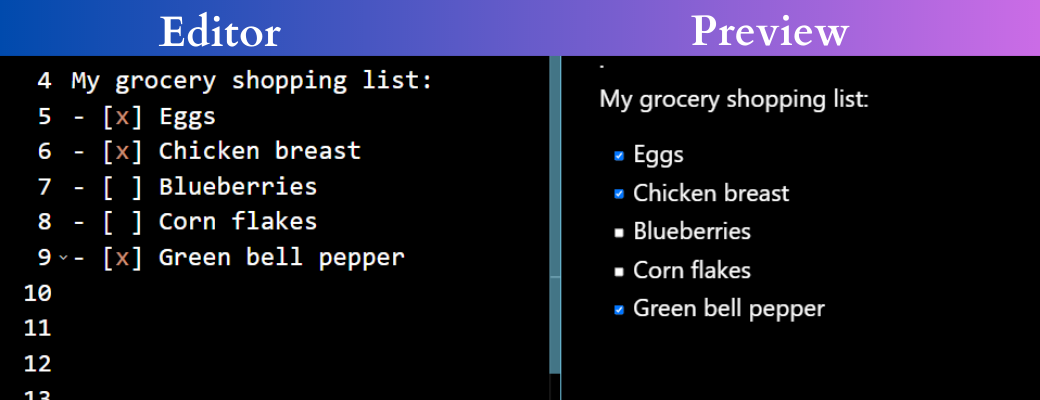 Editor
Preview
4 My grocery shopping list:
5 - [x] Eggs
6 - [x] Chicken breast
7 - [ ] Blueberries
8 - [ ] Corn flakes
9 - [x] Green bell pepper
10
11
12
13
My grocery shopping list:
Eggs
Chicken breast
Blueberries
Corn flakes
Green bell pepper